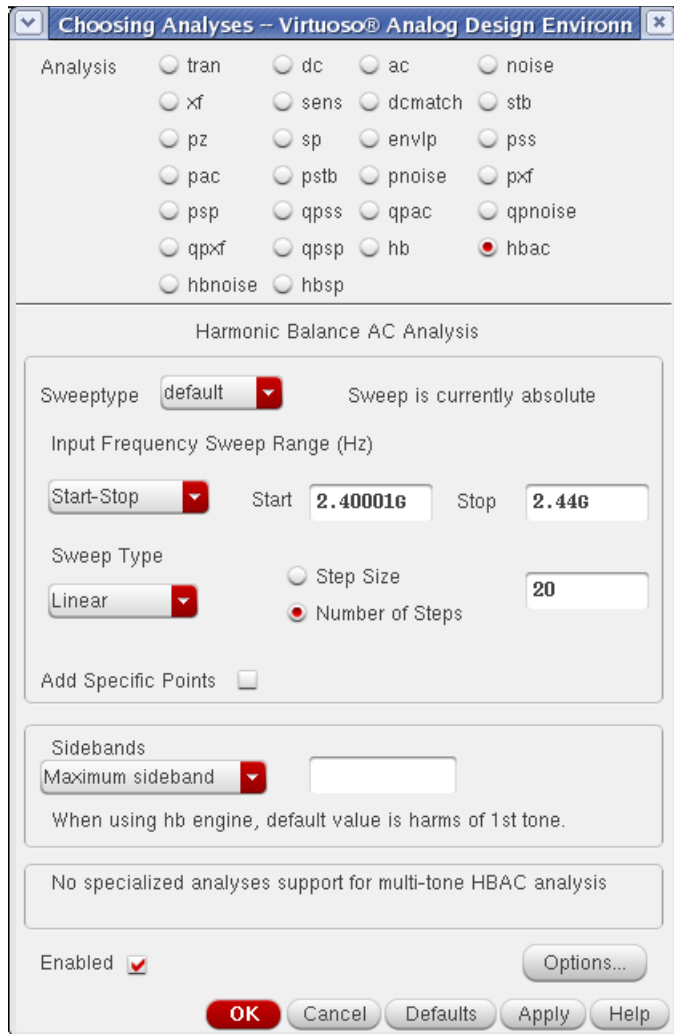 Choosing Analyses -- Virtuoso® Analog Design Environn
Analysis tran dc ac noise
xf sens dcmatch stb
pz sp envlp pss
pac pstb pnoise pxf
psp qpss qpac qpnoise
qpxf qpsp hb hbac
hbnoise hbsp
Harmonic Balance AC Analysis
Sweeptype default Sweep is currently absolute
Input Frequency Sweep Range (Hz)
Start-Stop Start 2.40001G Stop 2.44G
Sweep Type
Step Size
Linear 20
Number of Steps
Add Specific Points
Sidebands
Maximum sideband
When using hb engine, default value is harms of 1st tone.
No specialized analyses support for multi-tone HBAC analysis
Enabled Options...
OK Cancel Defaults Apply Help